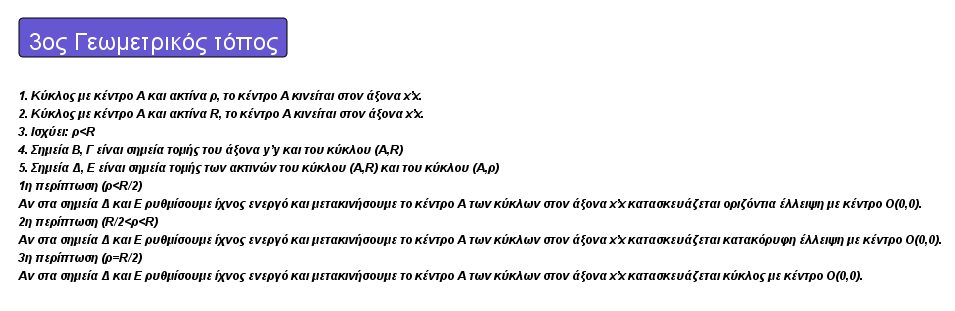 3ος Γεωμετρικός τόπος
1. Κύκλος με κέντρο Α και ακτίνα ρ, το κέντρο Α κινείται στον άξονα x'x.
2. Κύκλος με κέντρο Α και ακτίνα R, το κέντρο Α κινείται στον άξονα x'x.
3. Ισχύει: ρ<R
4. Σημεία Β, Γ είναι σημεία τομής του άξονα y'y και του κύκλου (A,R)
5. Σημεία Δ, Ε είναι σημεία τομής των ακτινών του κύκλου (A,R) και του κύκλου (Α,ρ)
1η περίπτωση (ρ<R/2)
Αν στα σημεία Δ και Ε ρυθμίσουμε ίχνος ενεργό και μετακινήσουμε το κέντρο Α των κύκλων στον άξονα x'x κατασκευάζεται οριζόντια έλλειψη με κέντρο Ο(0,0).
2η περίπτωση (R/2<ρ<R)
Αν στα σημεία Δ και Ε ρυθμίσουμε ίχνος ενεργό και μετακινήσουμε το κέντρο Α των κύκλων στον άξονα x'x κατασκευάζεται κατακόρυφη έλλειψη με κέντρο Ο(0,0).
3η περίπτωση (ρ=R/2)
Αν στα σημεία Δ και Ε ρυθμίσουμε ίχνος ενεργό και μετακινήσουμε το κέντρο Α των κύκλων στον άξονα x'x κατασκευάζεται κύκλος με κέντρο Ο(0,0).